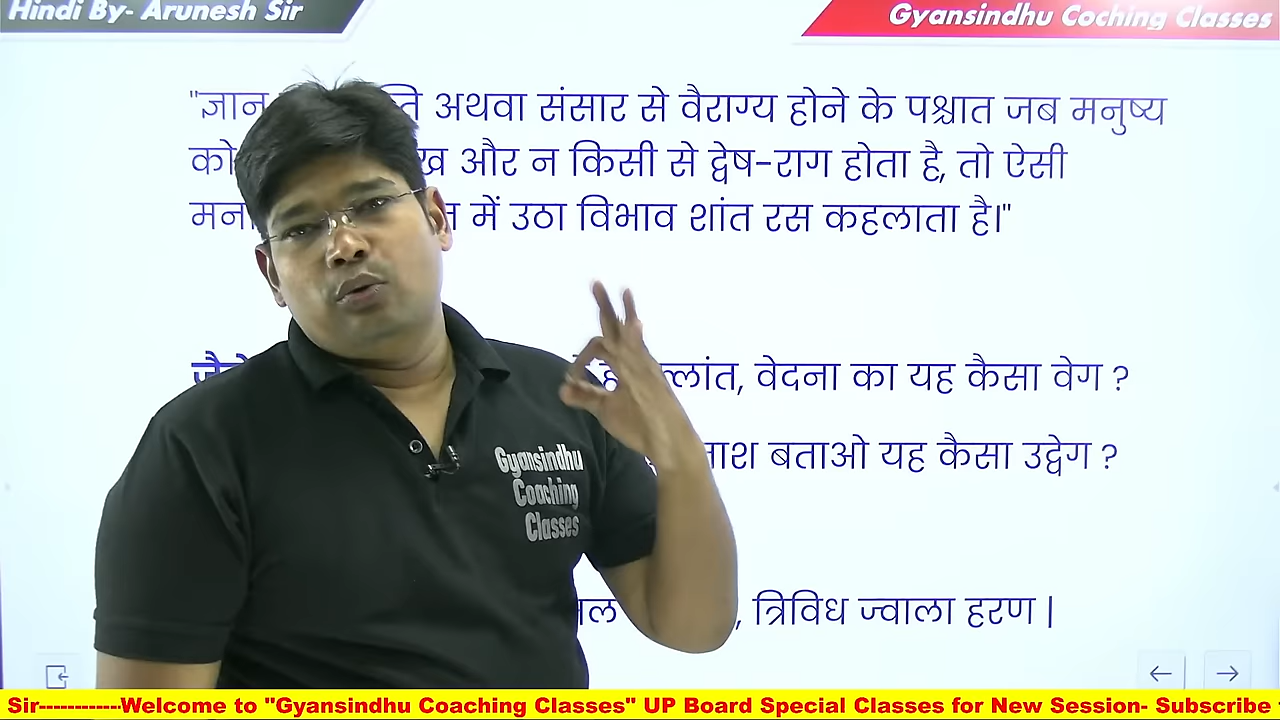 Hindi By- Arunesh Sir
Gyansindhu Coching Classes
"ज्ञान अथवा संसार से वैराग्य होने के पश्चात जब मनुष्य
को और न किसी से द्वेष-राग होता है, तो ऐसी
में उठा विभाव शांत रस कहलाता है।"
वेदना का यह कैसा वेग ?
बताओ यह कैसा उद्वेग ?
त्रिविध ज्वाला हरण |
Gyansindhu
Coaching
Classes
Sir------------Welcome to "Gyansindhu Coaching Classes" UP Board Special Classes for New Session- Subscribe